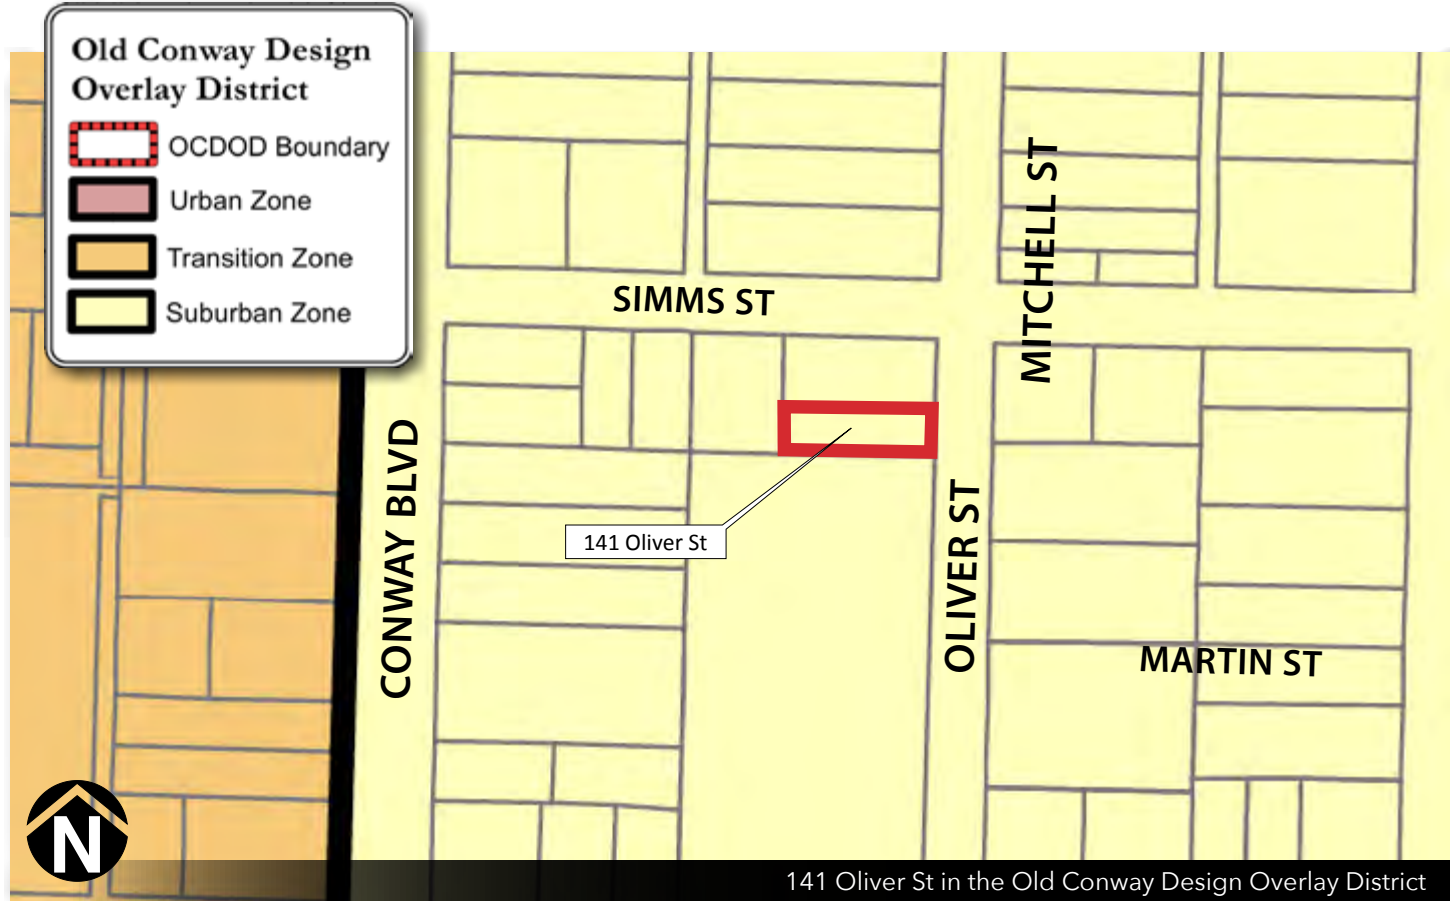 Old Conway Design
Overlay District
OCDOD Boundary
Urban Zone
Transition Zone
Suburban Zone
SIMMS ST
MITCHELL ST
CONWAY BLVD
141 Oliver St
OLIVER ST
MARTIN ST
N
141 Oliver St in the Old Conway Design Overlay District